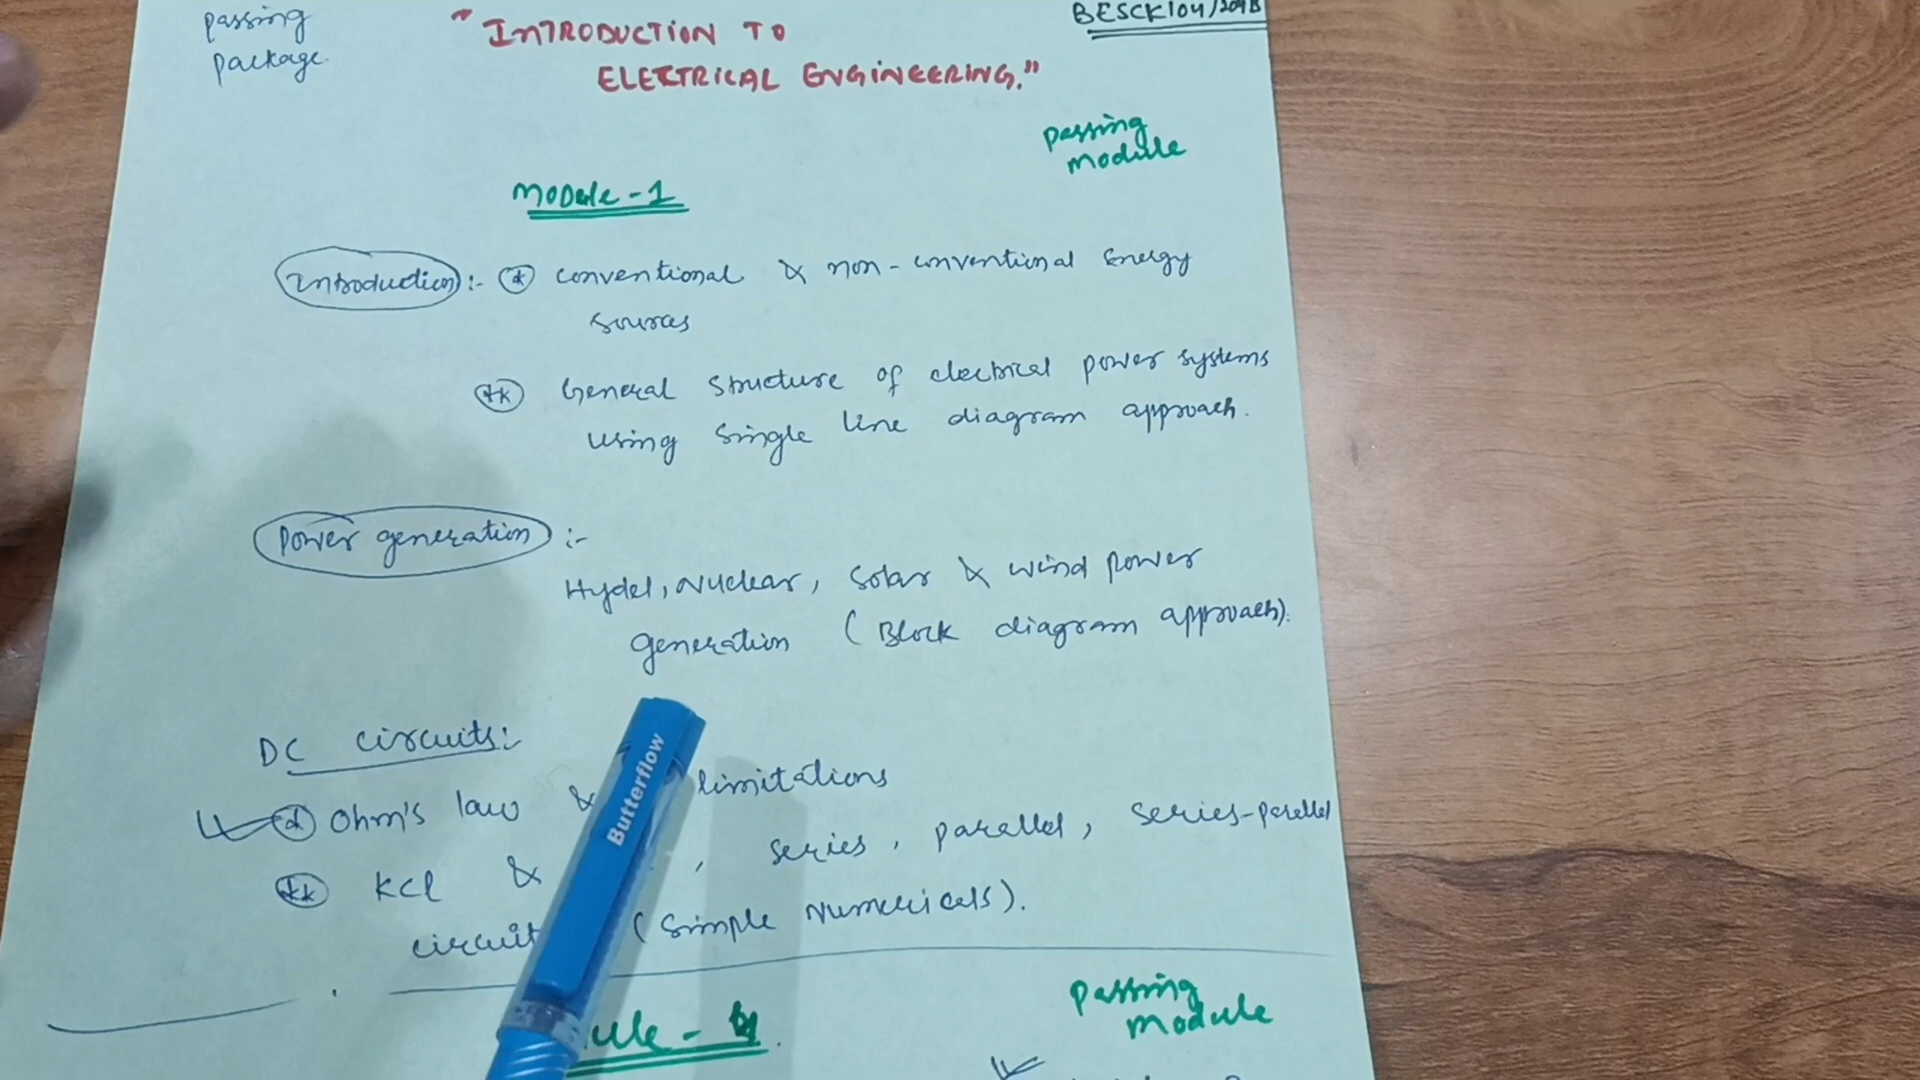 passing
package.
"INTRODUCTION TO
ELECTRICAL ENGINEERING."
BESCK104/204B
passing
module
MODULE-1
Introduction :- * conventional & non-conventional Energy
sources
** General structure of electrical power systems
using single line diagram approach.
Power generation :-
Hydel, Nuclear, Solar & wind power
generation (Block diagram approach).
DC circuits:
* Ohm's law & limitations
** KCL & , series, parallel, series-parallel
circuit (Simple Numericals).
passing
module
Butterflow